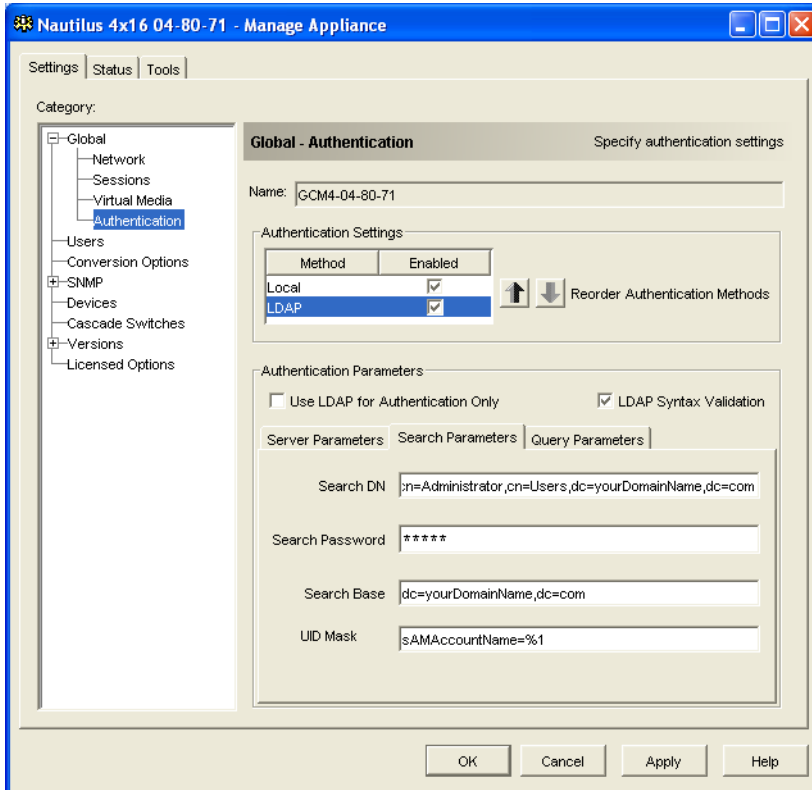 Nautilus 4x16 04-80-71 - Manage Appliance
Settings Status Tools
Category:
Global
Network
Sessions
Virtual Media
Authentication
Users
Conversion Options
SNMP
Devices
Cascade Switches
Versions
Licensed Options
Global - Authentication Specify authentication settings
Name: GCM4-04-80-71
Authentication Settings
Method Enabled
Local
LDAP
Reorder Authentication Methods
Authentication Parameters
Use LDAP for Authentication Only LDAP Syntax Validation
Server Parameters Search Parameters Query Parameters
Search DN :n=Administrator,cn=Users,dc=yourDomainName,dc=com
Search Password *****
Search Base dc=yourDomainName,dc=com
UID Mask sAMAccountName=%1
OK Cancel Apply Help